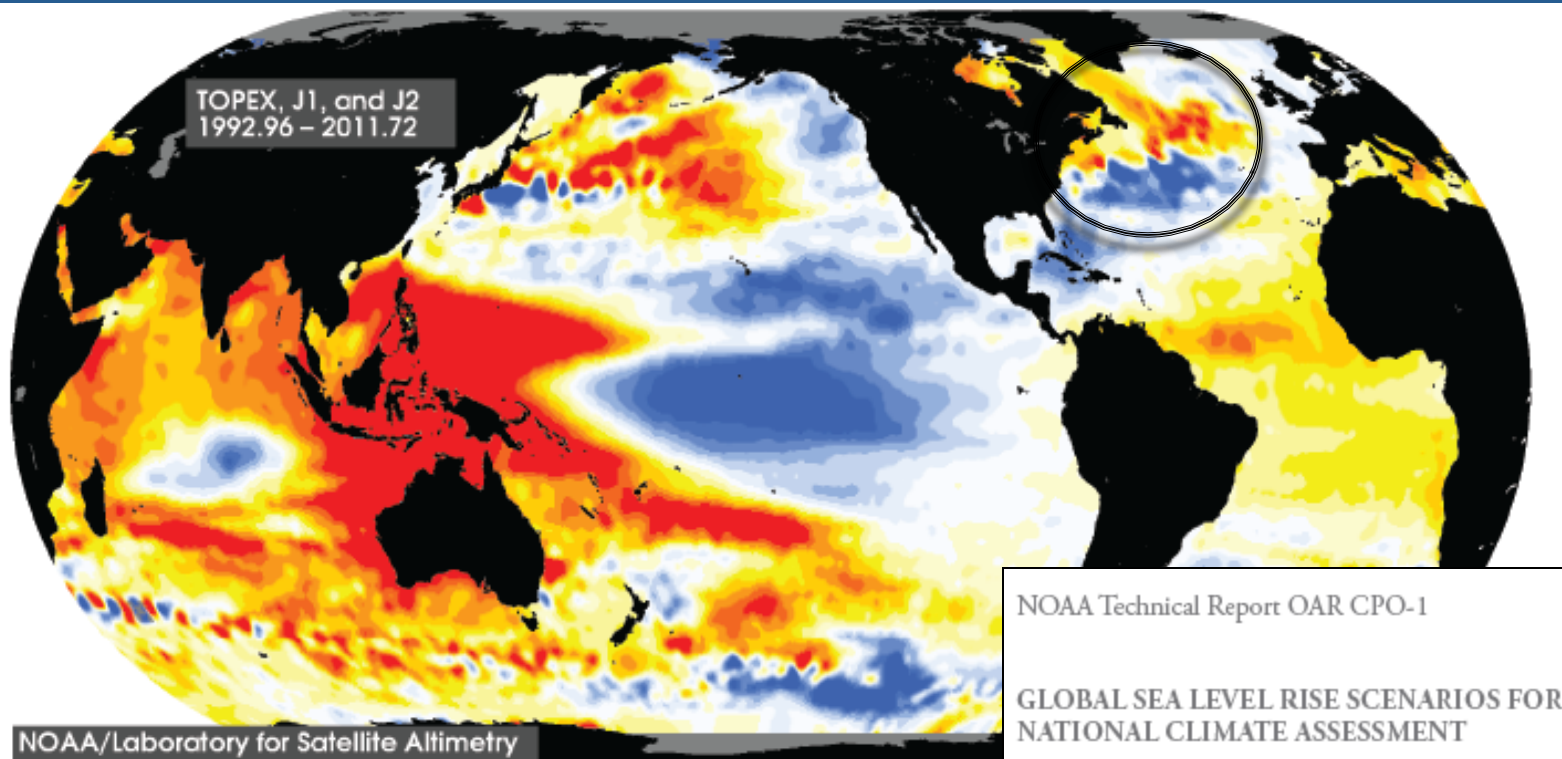 TOPEX, J1, and J2
1992.96 – 2011.72
NOAA/Laboratory for Satellite Altimetry
NOAA Technical Report OAR CPO-1
GLOBAL SEA LEVEL RISE SCENARIOS FOR
NATIONAL CLIMATE ASSESSMENT